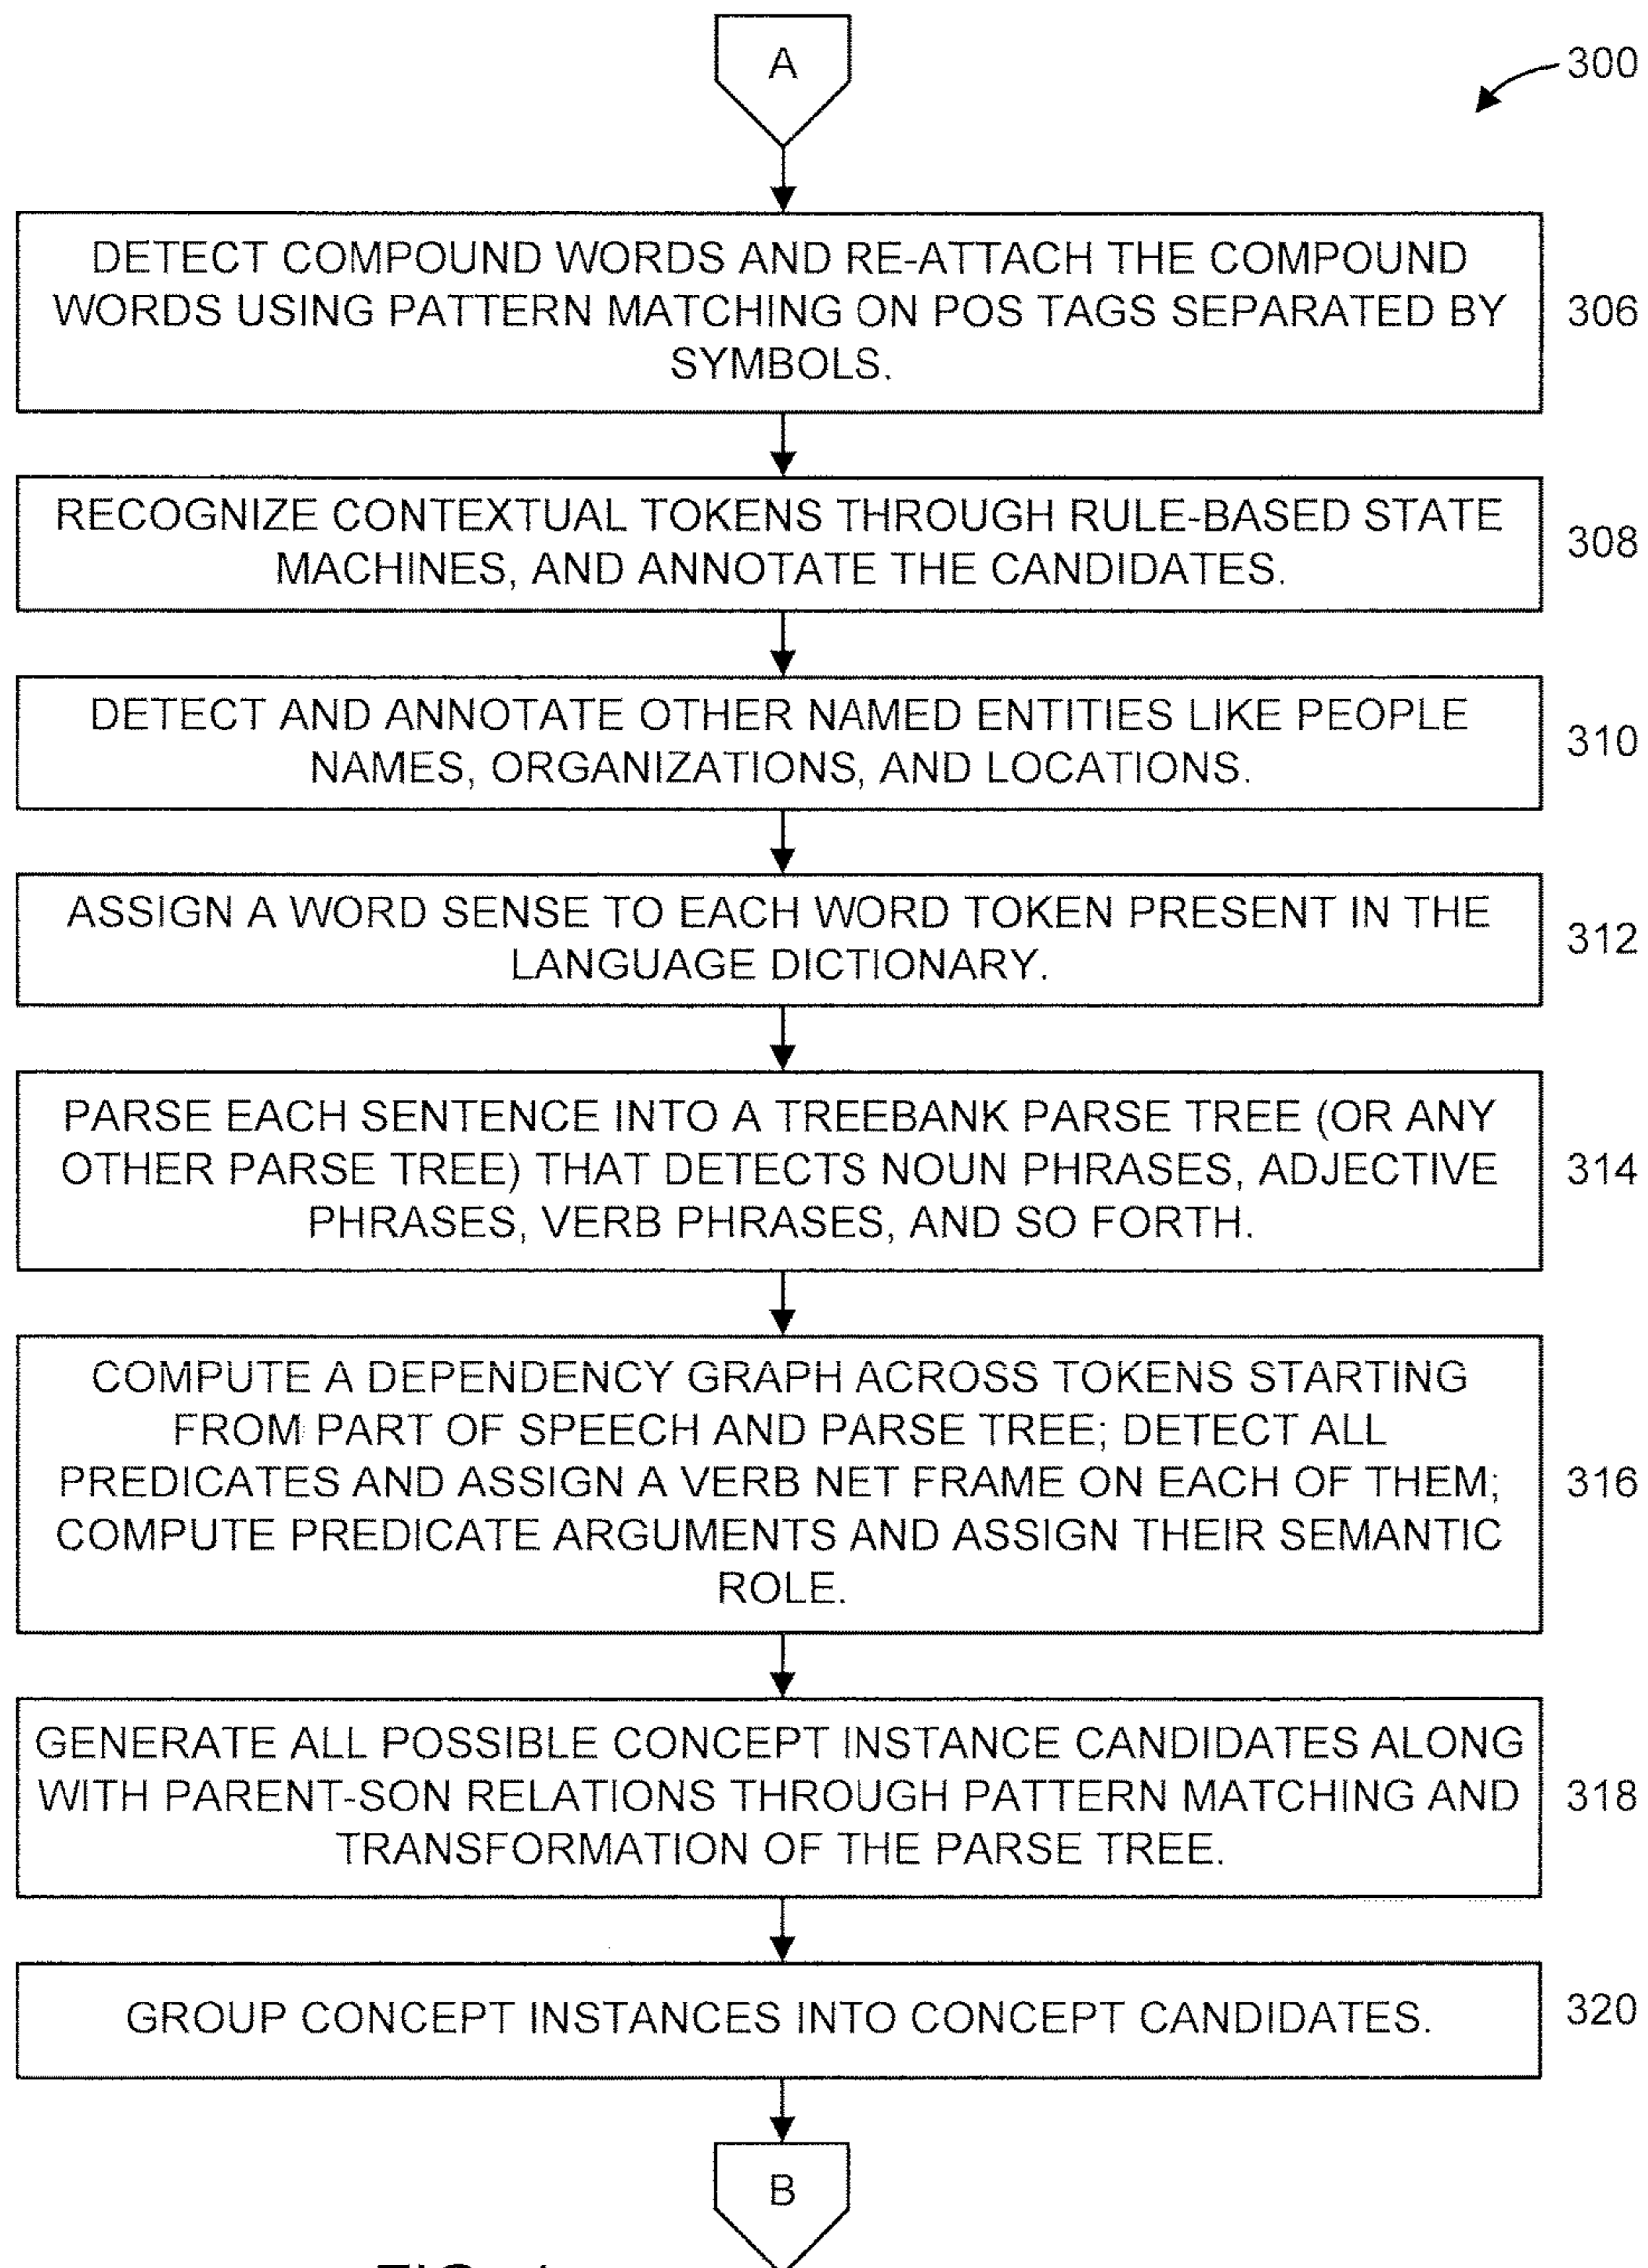 A
300
DETECT COMPOUND WORDS AND RE-ATTACH THE COMPOUND
WORDS USING PATTERN MATCHING ON POS TAGS SEPARATED BY
SYMBOLS.
306
RECOGNIZE CONTEXTUAL TOKENS THROUGH RULE-BASED STATE
MACHINES, AND ANNOTATE THE CANDIDATES.
308
DETECT AND ANNOTATE OTHER NAMED ENTITIES LIKE PEOPLE
NAMES, ORGANIZATIONS, AND LOCATIONS.
310
ASSIGN A WORD SENSE TO EACH WORD TOKEN PRESENT IN THE
LANGUAGE DICTIONARY.
312
PARSE EACH SENTENCE INTO A TREEBANK PARSE TREE (OR ANY
OTHER PARSE TREE) THAT DETECTS NOUN PHRASES, ADJECTIVE
PHRASES, VERB PHRASES, AND SO FORTH.
314
COMPUTE A DEPENDENCY GRAPH ACROSS TOKENS STARTING
FROM PART OF SPEECH AND PARSE TREE; DETECT ALL
PREDICATES AND ASSIGN A VERB NET FRAME ON EACH OF THEM;
COMPUTE PREDICATE ARGUMENTS AND ASSIGN THEIR SEMANTIC
ROLE.
316
GENERATE ALL POSSIBLE CONCEPT INSTANCE CANDIDATES ALONG
WITH PARENT-SON RELATIONS THROUGH PATTERN MATCHING AND
TRANSFORMATION OF THE PARSE TREE.
318
GROUP CONCEPT INSTANCES INTO CONCEPT CANDIDATES.
320
B